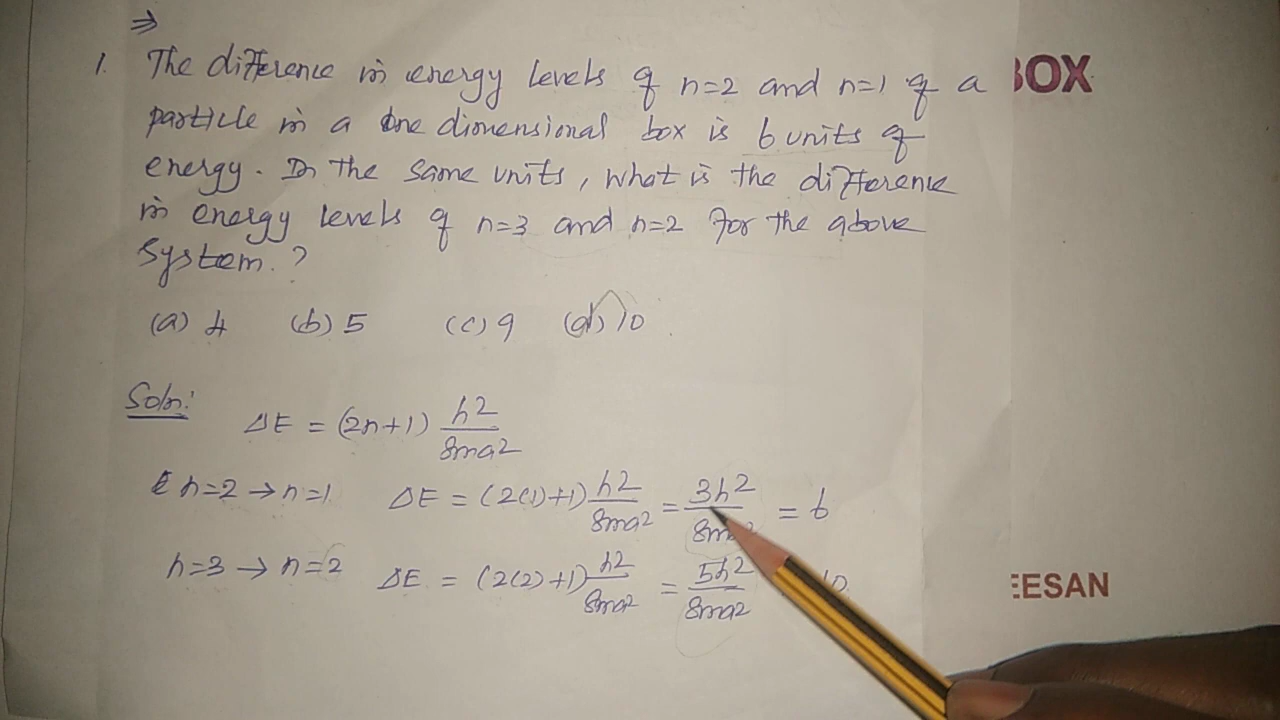 ⇒
1. The difference in energy levels of n=2 and n=1 of a
particle in a one dimensional box is 6 units of
energy. In the same units, what is the difference
in energy levels of n=3 and n=2 for the above
system.?
(a) 4 (b) 5 (c) 9 (d) 10
Soln:
ΔE = (2n+1) h2/8ma2
n=2 → n=1 ΔE = (2(1)+1) h2/8ma2 = 3h2/8ma2 = 6
n=3 → n=2 ΔE = (2(2)+1) h2/8ma2 = 5h2/8ma2 10
BOX
EESAN